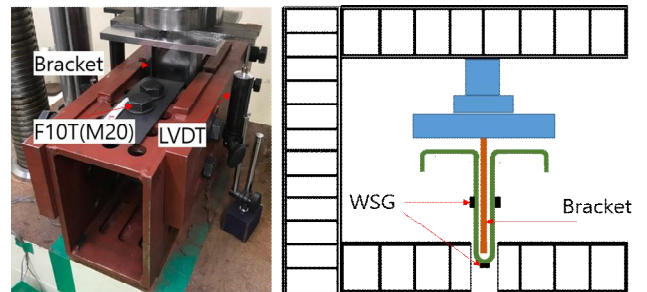 Bracket
F10T(M20)
LVDT
WSG
Bracket